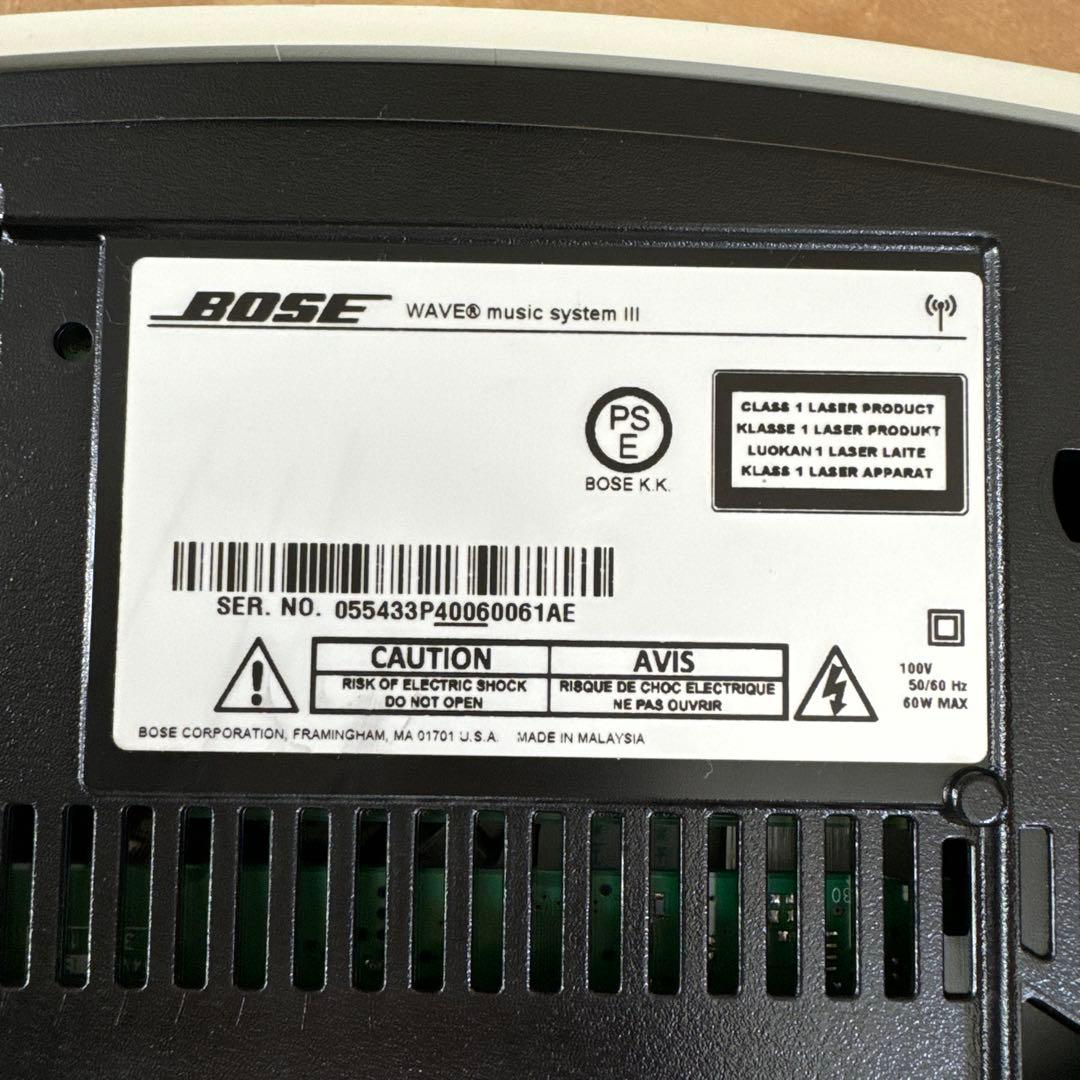 BOSE WAVE® music system III
PS
E
BOSE K.K.
CLASS 1 LASER PRODUCT
KLASSE 1 LASER PRODUKT
LUOKAN 1 LASER LAITE
KLASS 1 LASER APPARAT
SER. NO. 055433P40060061AE
CAUTION
RISK OF ELECTRIC SHOCK
DO NOT OPEN
AVIS
RISQUE DE CHOC ELECTRIQUE
NE PAS OUVRIR
100V
50/60 Hz
60W MAX
BOSE CORPORATION, FRAMINGHAM, MA 01701 U.S.A. MADE IN MALAYSIA